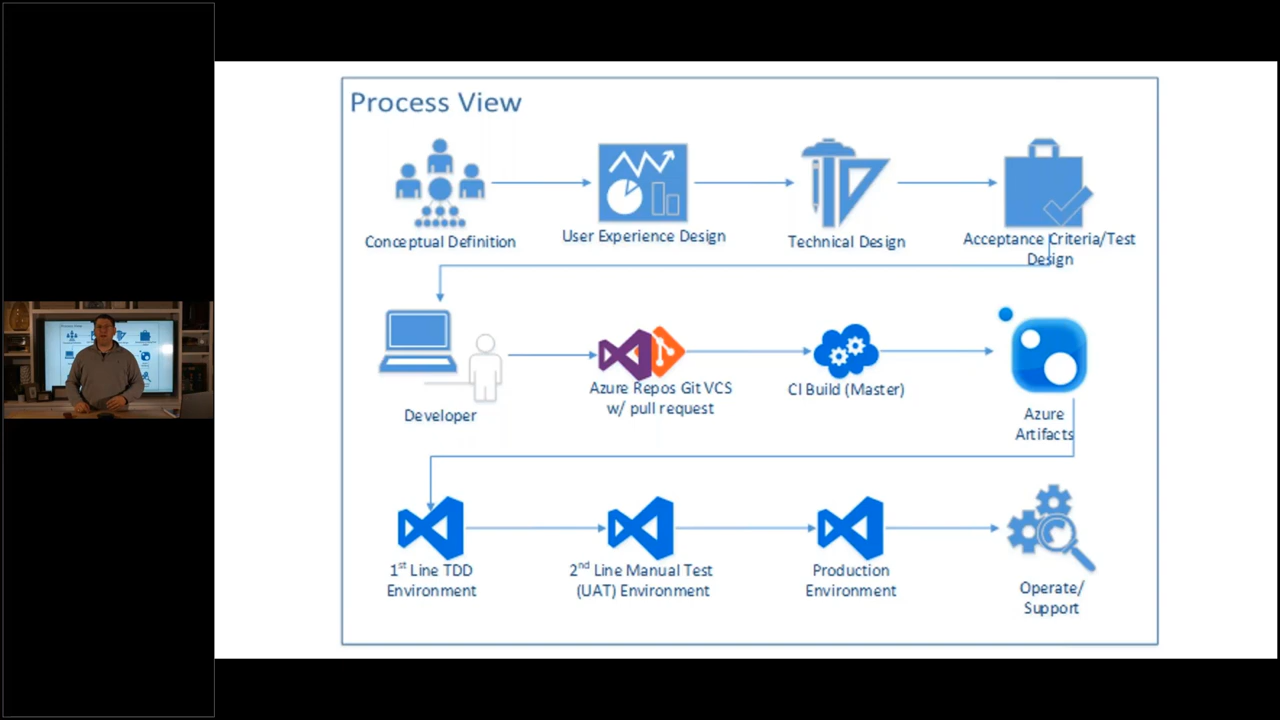 Process View
Conceptual Definition
User Experience Design
Technical Design
Acceptance Criteria/Test
Design
Developer
Azure Repos Git VCS
w/ pull request
CI Build (Master)
Azure
Artifacts
1st Line TDD
Environment
2nd Line Manual Test
(UAT) Environment
Production
Environment
Operate/
Support